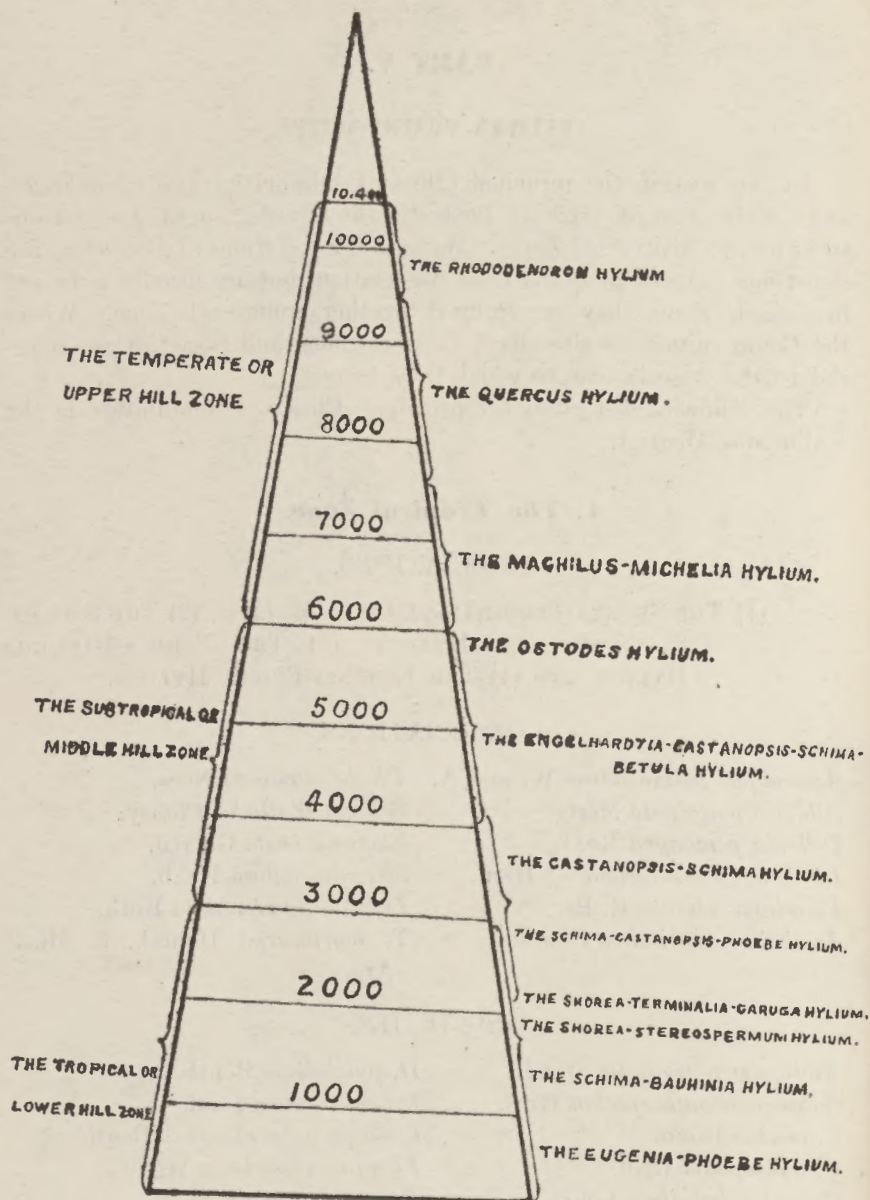 10.400
10000
THE RHODODENDRON HYLIUM
9000
THE TEMPERATE OR
UPPER HILL ZONE
THE QUERCUS HYLIUM.
8000
7000
THE MACHILUS-MICHELIA HYLIUM.
6000
THE OSTODES HYLIUM.
THE SUBTROPICAL OR
MIDDLE HILL ZONE
5000
THE ENGELHARDTIA-CASTANOPSIS-SCHIMA-
BETULA HYLIUM.
4000
THE CASTANOPSIS-SCHIMA HYLIUM.
3000
THE SCHIMA-CASTANOPSIS-PHOEBE HYLIUM.
2000
THE SHOREA-TERMINALIA-GARUGA HYLIUM.
THE SHOREA-STEREOSPERMUM HYLIUM.
THE TROPICAL OR
LOWER HILL ZONE
1000
THE SCHIMA-BAUHINIA HYLIUM.
THE EUGENIA-PHOEBE HYLIUM.